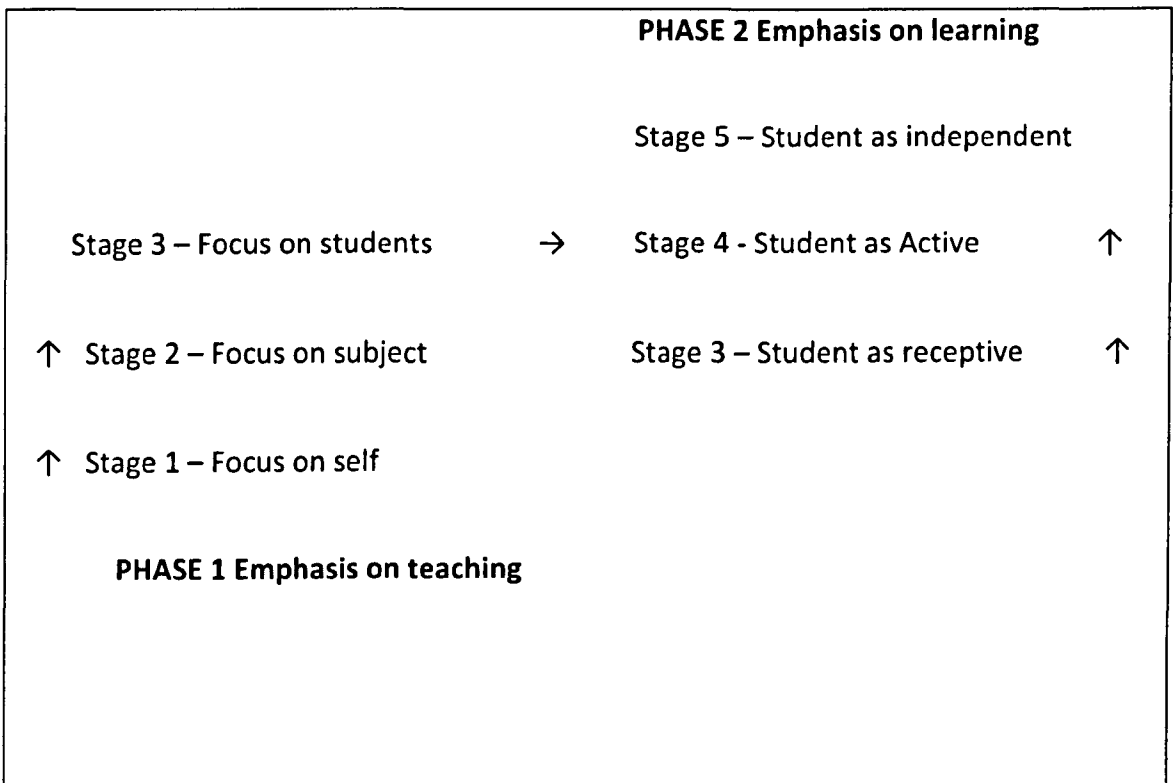 PHASE 2 Emphasis on learning
Stage 5 – Student as independent
Stage 3 – Focus on students → Stage 4 - Student as Active ↑
↑ Stage 2 – Focus on subject Stage 3 – Student as receptive ↑
↑ Stage 1 – Focus on self
PHASE 1 Emphasis on teaching